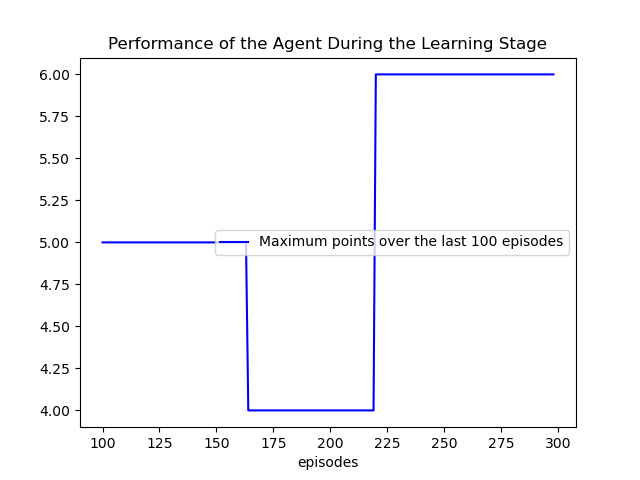 Performance of the Agent During the Learning Stage
6.00
5.75
5.50
5.25
5.00
4.75
4.50
4.25
4.00
Maximum points over the last 100 episodes
100 125 150 175 200 225 250 275 300
episodes